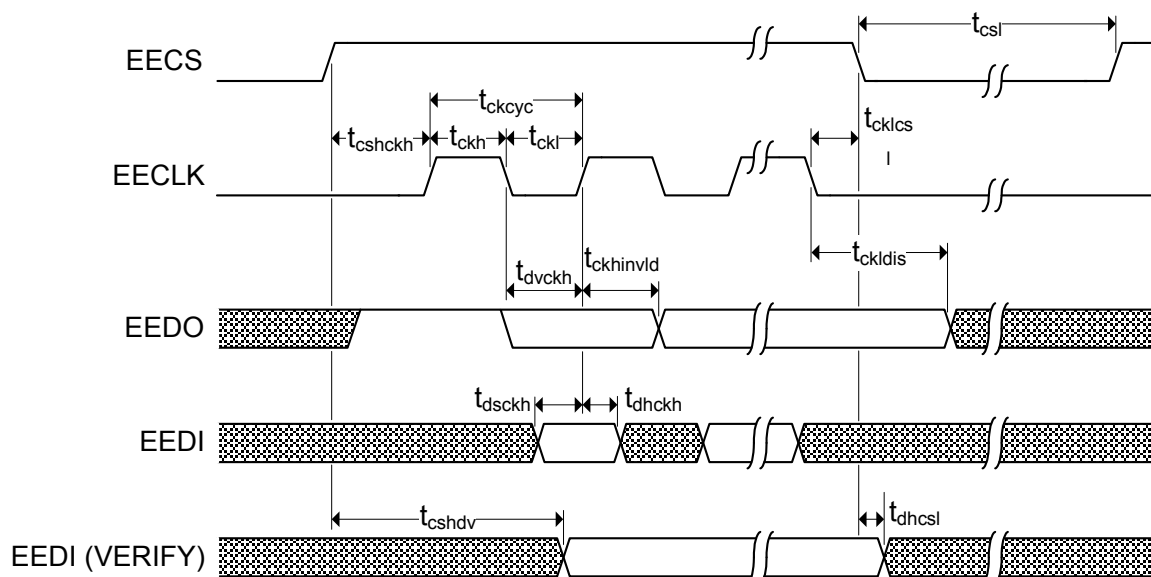 EECS
t_csl
t_ckcyc
t_cshckh
t_ckh
t_ckl
t_cklcs
l
EECLK
t_ckldis
t_dvckh
t_ckhinvld
EEDO
t_dsckh
t_dhckh
EEDI
t_cshdv
t_dhcsl
EEDI (VERIFY)